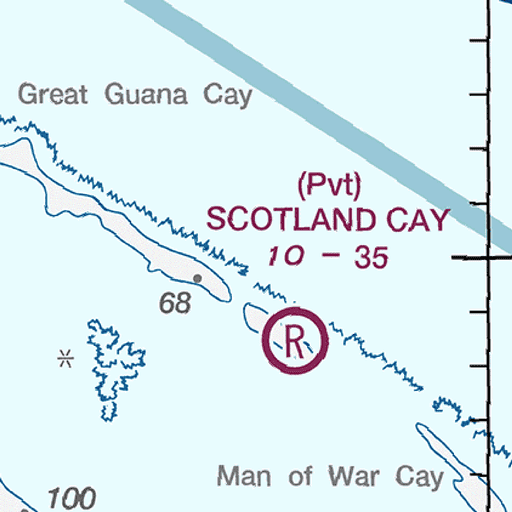 Great Guana Cay
(Pvt)
SCOTLAND CAY
10 – 35
68
R
Man of War Cay
100